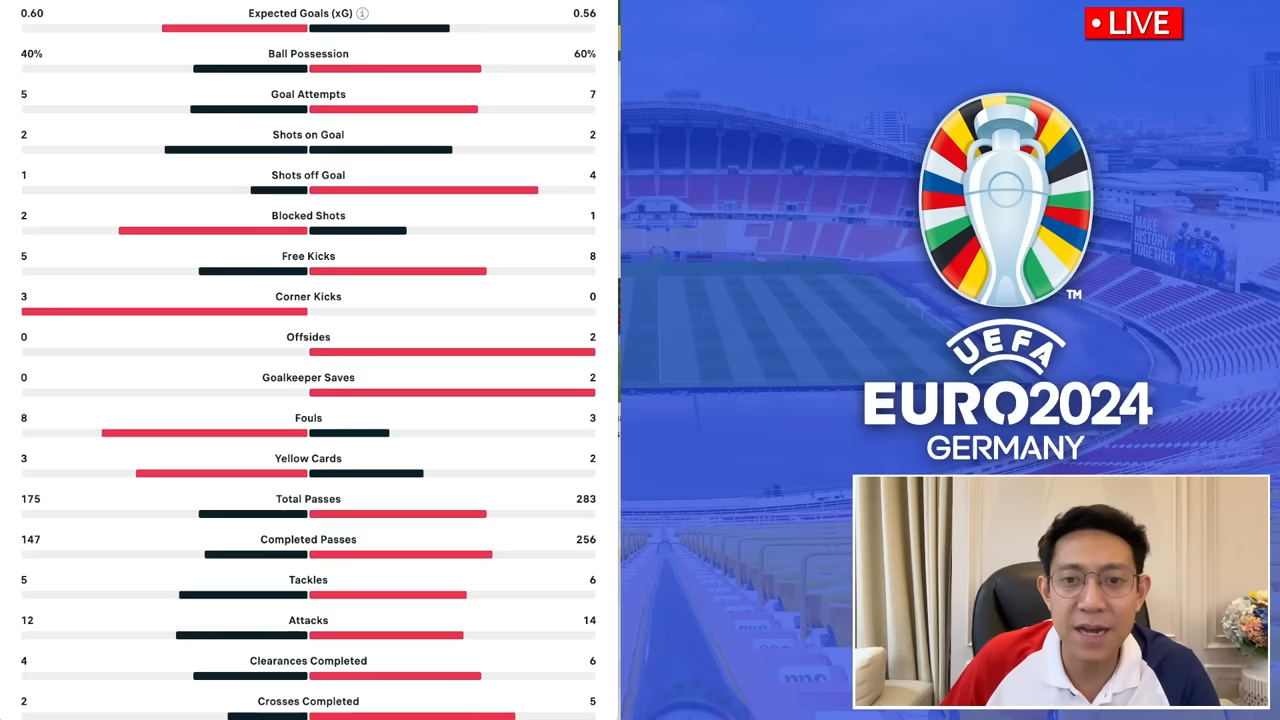 0.60 Expected Goals (xG) i 0.56
40% Ball Possession 60%
5 Goal Attempts 7
2 Shots on Goal 2
1 Shots off Goal 4
2 Blocked Shots 1
5 Free Kicks 8
3 Corner Kicks 0
0 Offsides 2
0 Goalkeeper Saves 2
8 Fouls 3
3 Yellow Cards 2
175 Total Passes 283
147 Completed Passes 256
5 Tackles 6
12 Attacks 14
4 Clearances Completed 6
2 Crosses Completed 5
• LIVE
MAKE
HISTORY
TOGETHER
TM
UEFA
EURO2024
GERMANY